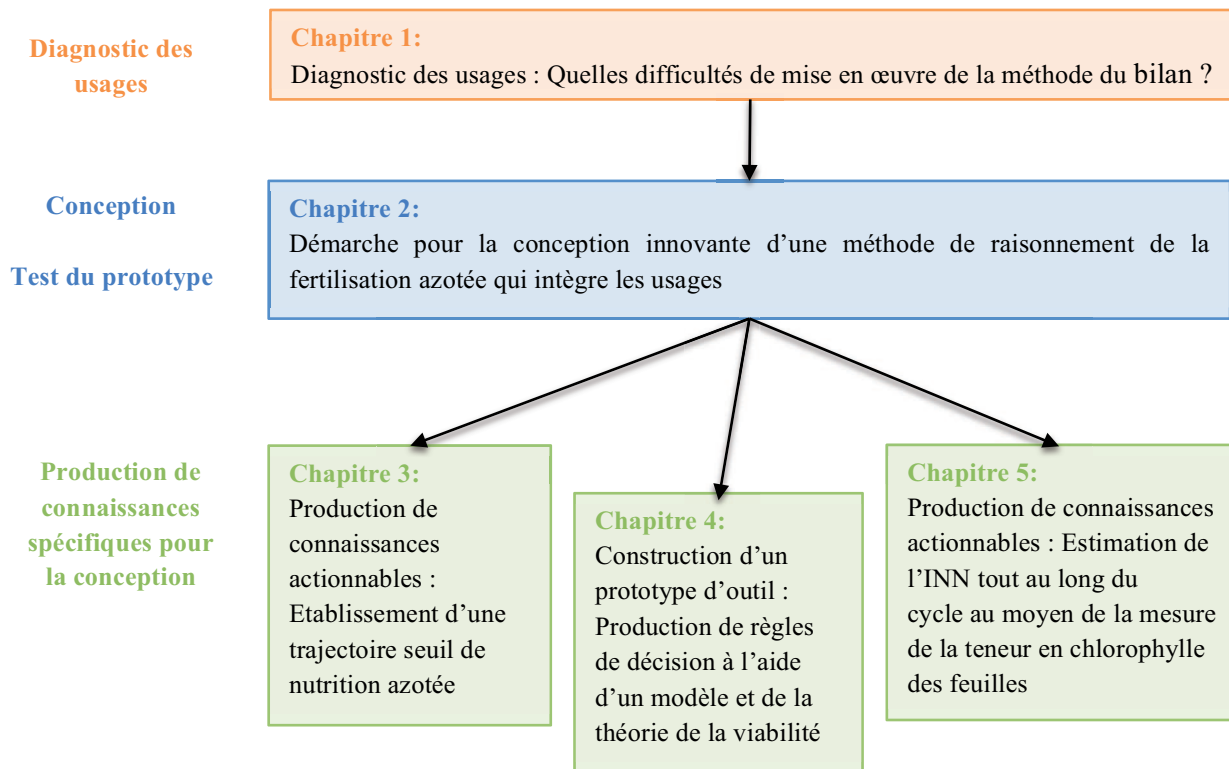 Diagnostic des
usages
Chapitre 1:
Diagnostic des usages : Quelles difficultés de mise en œuvre de la méthode du bilan ?
Conception
Test du prototype
Chapitre 2:
Démarche pour la conception innovante d’une méthode de raisonnement de la
fertilisation azotée qui intègre les usages
Production de
connaissances
spécifiques pour
la conception
Chapitre 3:
Production de
connaissances
actionnables :
Etablissement d’une
trajectoire seuil de
nutrition azotée
Chapitre 4:
Construction d’un
prototype d’outil :
Production de règles
de décision à l’aide
d’un modèle et de la
théorie de la viabilité
Chapitre 5:
Production de connaissances
actionnables : Estimation de
l’INN tout au long du
cycle au moyen de la mesure
de la teneur en chlorophylle
des feuilles